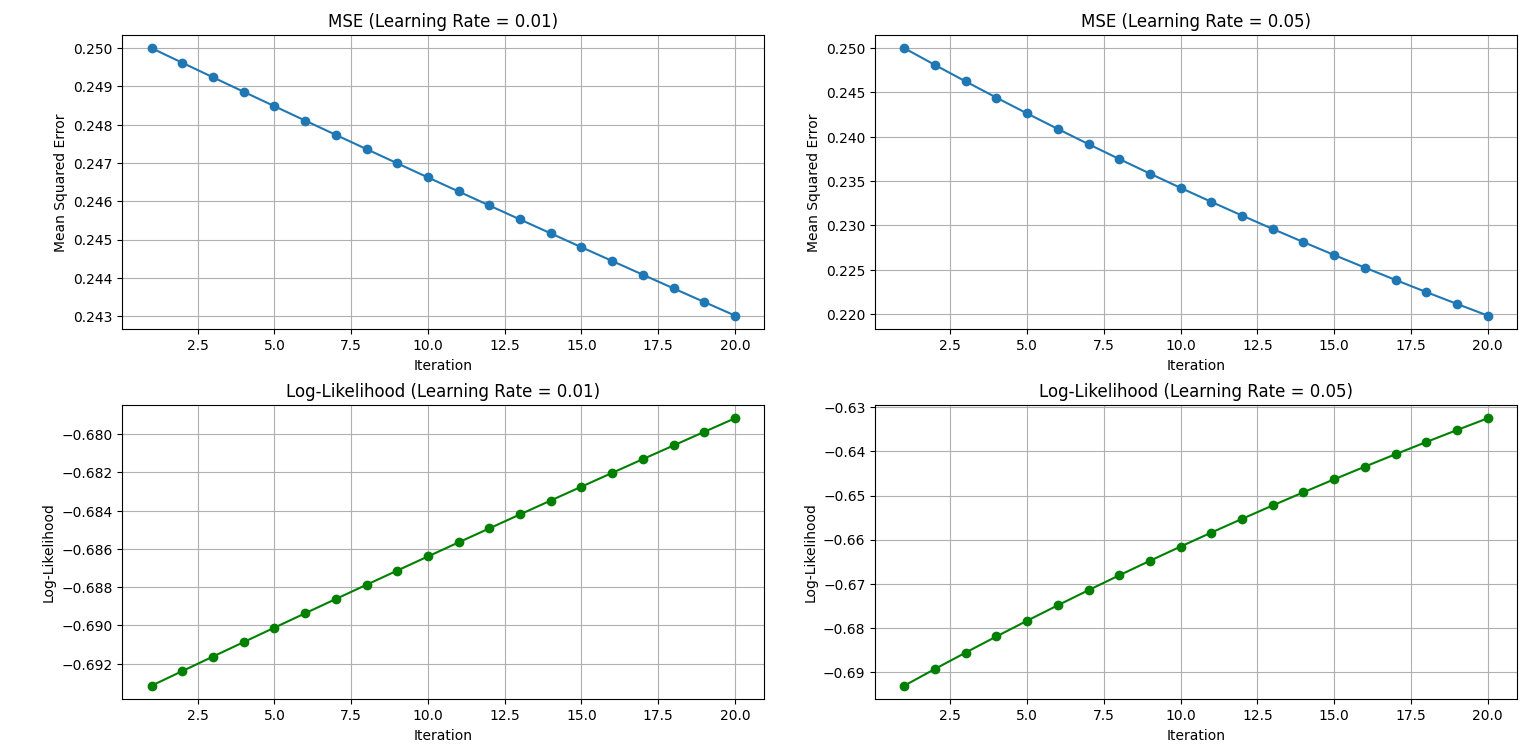 MSE (Learning Rate = 0.01)
0.250
0.249
0.248
0.247
0.246
0.245
0.244
0.243
Mean Squared Error
2.5 5.0 7.5 10.0 12.5 15.0 17.5 20.0
Iteration
MSE (Learning Rate = 0.05)
0.250
0.245
0.240
0.235
0.230
0.225
0.220
Mean Squared Error
2.5 5.0 7.5 10.0 12.5 15.0 17.5 20.0
Iteration
Log-Likelihood (Learning Rate = 0.01)
−0.680
−0.682
−0.684
−0.686
−0.688
−0.690
−0.692
Log-Likelihood
2.5 5.0 7.5 10.0 12.5 15.0 17.5 20.0
Iteration
Log-Likelihood (Learning Rate = 0.05)
−0.63
−0.64
−0.65
−0.66
−0.67
−0.68
−0.69
Log-Likelihood
2.5 5.0 7.5 10.0 12.5 15.0 17.5 20.0
Iteration